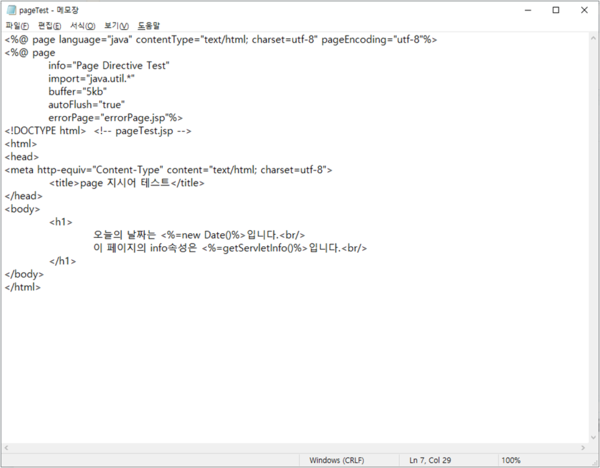 pageTest - 메모장
파일(F) 편집(E) 서식(O) 보기(V) 도움말
<%@ page language="java" contentType="text/html; charset=utf-8" pageEncoding="utf-8"%>
<%@ page
info="Page Directive Test"
import="java.util.*"
buffer="5kb"
autoFlush="true"
errorPage="errorPage.jsp"%>
<!DOCTYPE html> <!-- pageTest.jsp -->
<html>
<head>
<meta http-equiv="Content-Type" content="text/html; charset=utf-8">
<title>page 지시어 테스트</title>
</head>
<body>
<h1>
오늘의 날짜는 <%=new Date()%>입니다.<br/>
이 페이지의 info속성은 <%=getServletInfo()%>입니다.<br/>
</h1>
</body>
</html>
Windows (CRLF) Ln 7, Col 29 100%